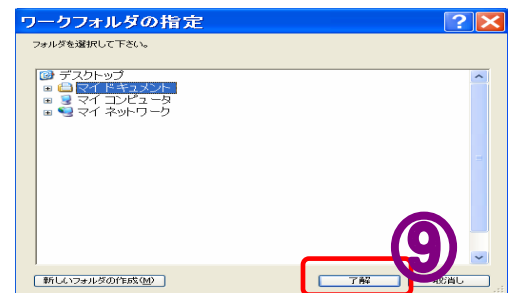 ワークフォルダの指定
フォルダを選択して下さい。
デスクトップ
マイ ドキュメント
マイ コンピュータ
マイ ネットワーク
⑨
新しいフォルダの作成(M)
了解
取消し